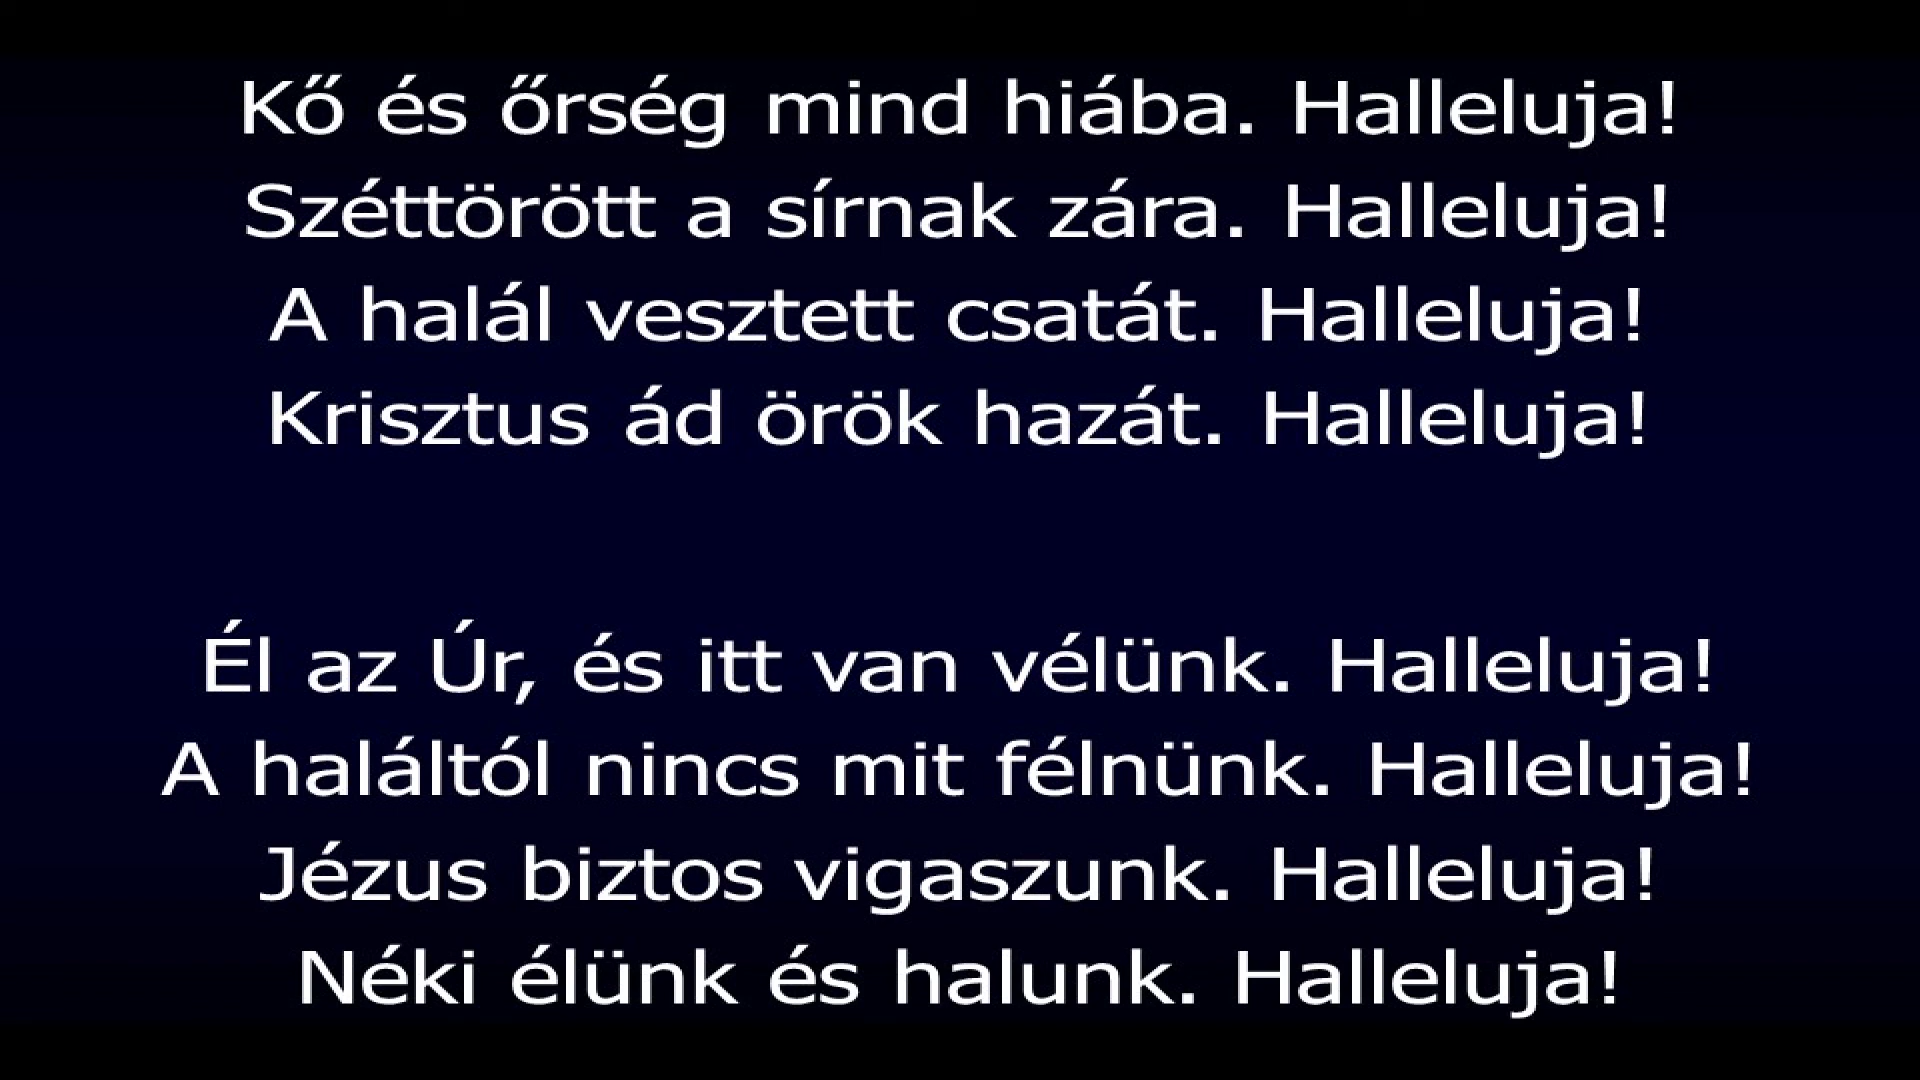 Kő és őrség mind hiába. Halleluja!
Széttörött a sírnak zára. Halleluja!
A halál vesztett csatát. Halleluja!
Krisztus ád örök hazát. Halleluja!
Él az Úr, és itt van vélünk. Halleluja!
A haláltól nincs mit félnünk. Halleluja!
Jézus biztos vigaszunk. Halleluja!
Néki élünk és halunk. Halleluja!